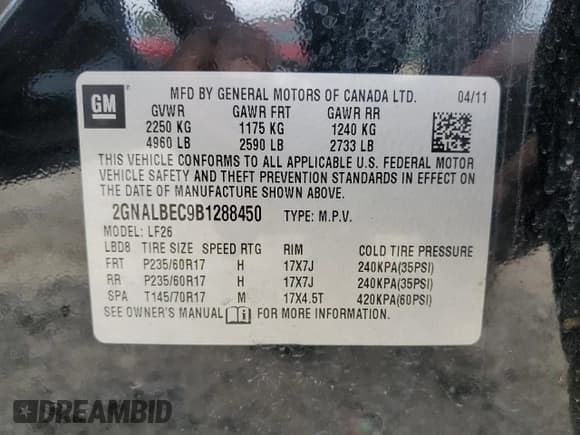 GM
MFD BY GENERAL MOTORS OF CANADA LTD. 04/11
GVWR GAWR FRT GAWR RR
2250 KG 1175 KG 1240 KG
4960 LB 2590 LB 2733 LB
THIS VEHICLE CONFORMS TO ALL APPLICABLE U.S. FEDERAL MOTOR
VEHICLE SAFETY AND THEFT PREVENTION STANDARDS IN EFFECT ON THE
DATE OF MANUFACTURE SHOWN ABOVE.
2GNALBEC9B1288450 TYPE: M.P.V.
MODEL: LF26
LBDB TIRE SIZE SPEED RTG RIM COLD TIRE PRESSURE
FRT P235/60R17 H 17X7J 240KPA(35PSI)
RR P235/60R17 H 17X7J 240KPA(35PSI)
SPA T145/70R17 M 17X4.5T 420KPA(60PSI)
SEE OWNER'S MANUAL i FOR MORE INFORMATION.
DREAMBID